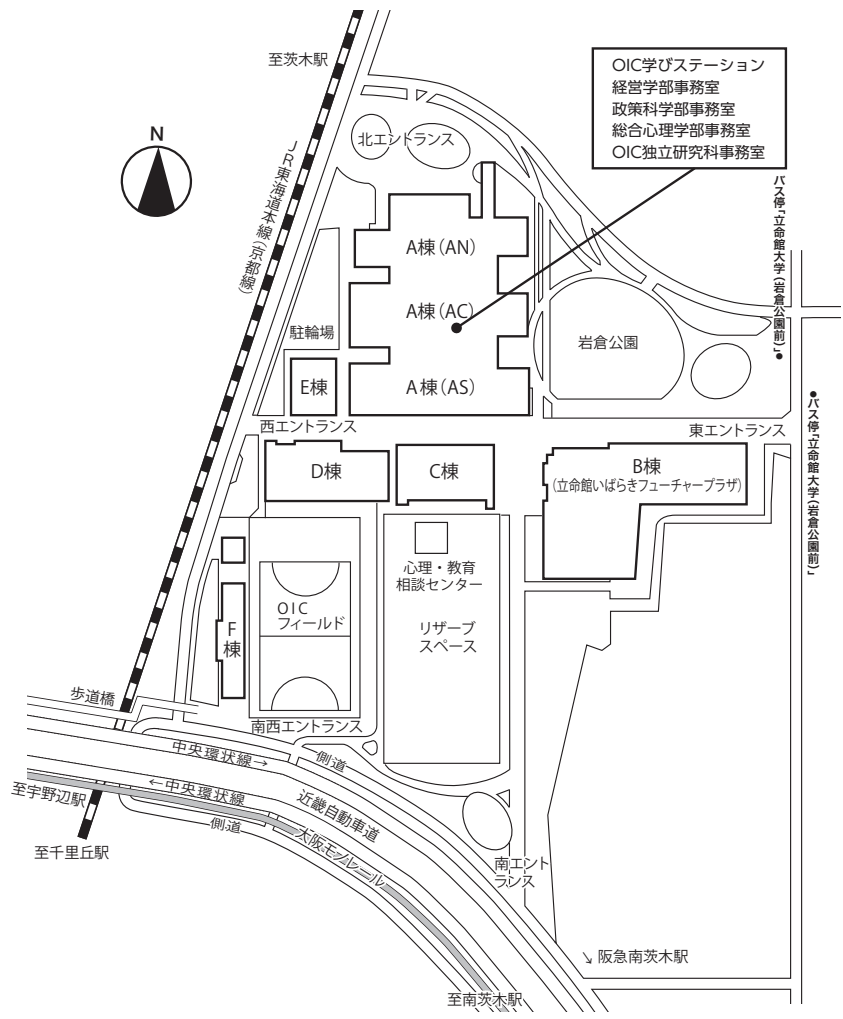 至茨木駅
OIC学びステーション
経営学部事務室
政策科学部事務室
総合心理学部事務室
OIC独立研究科事務室
N
北エントランス
JR東海道本線(京都線)
バス停「立命館大学(岩倉公園前)」●
A棟(AN)
A棟(AC)
駐輪場
岩倉公園
E棟
A棟(AS)
●バス停「立命館大学(岩倉公園前)」
西エントランス
東エントランス
D棟
C棟
B棟
(立命館いばらきフューチャープラザ)
心理・教育
相談センター
OIC
フィールド
F
棟
リザーブ
スペース
歩道橋
南西エントランス
中央環状線→
側道
←中央環状線
至宇野辺駅
近畿自動車道
側道
大阪モノレール
至千里丘駅
南エント
ランス
↘ 阪急南茨木駅
至南茨木駅